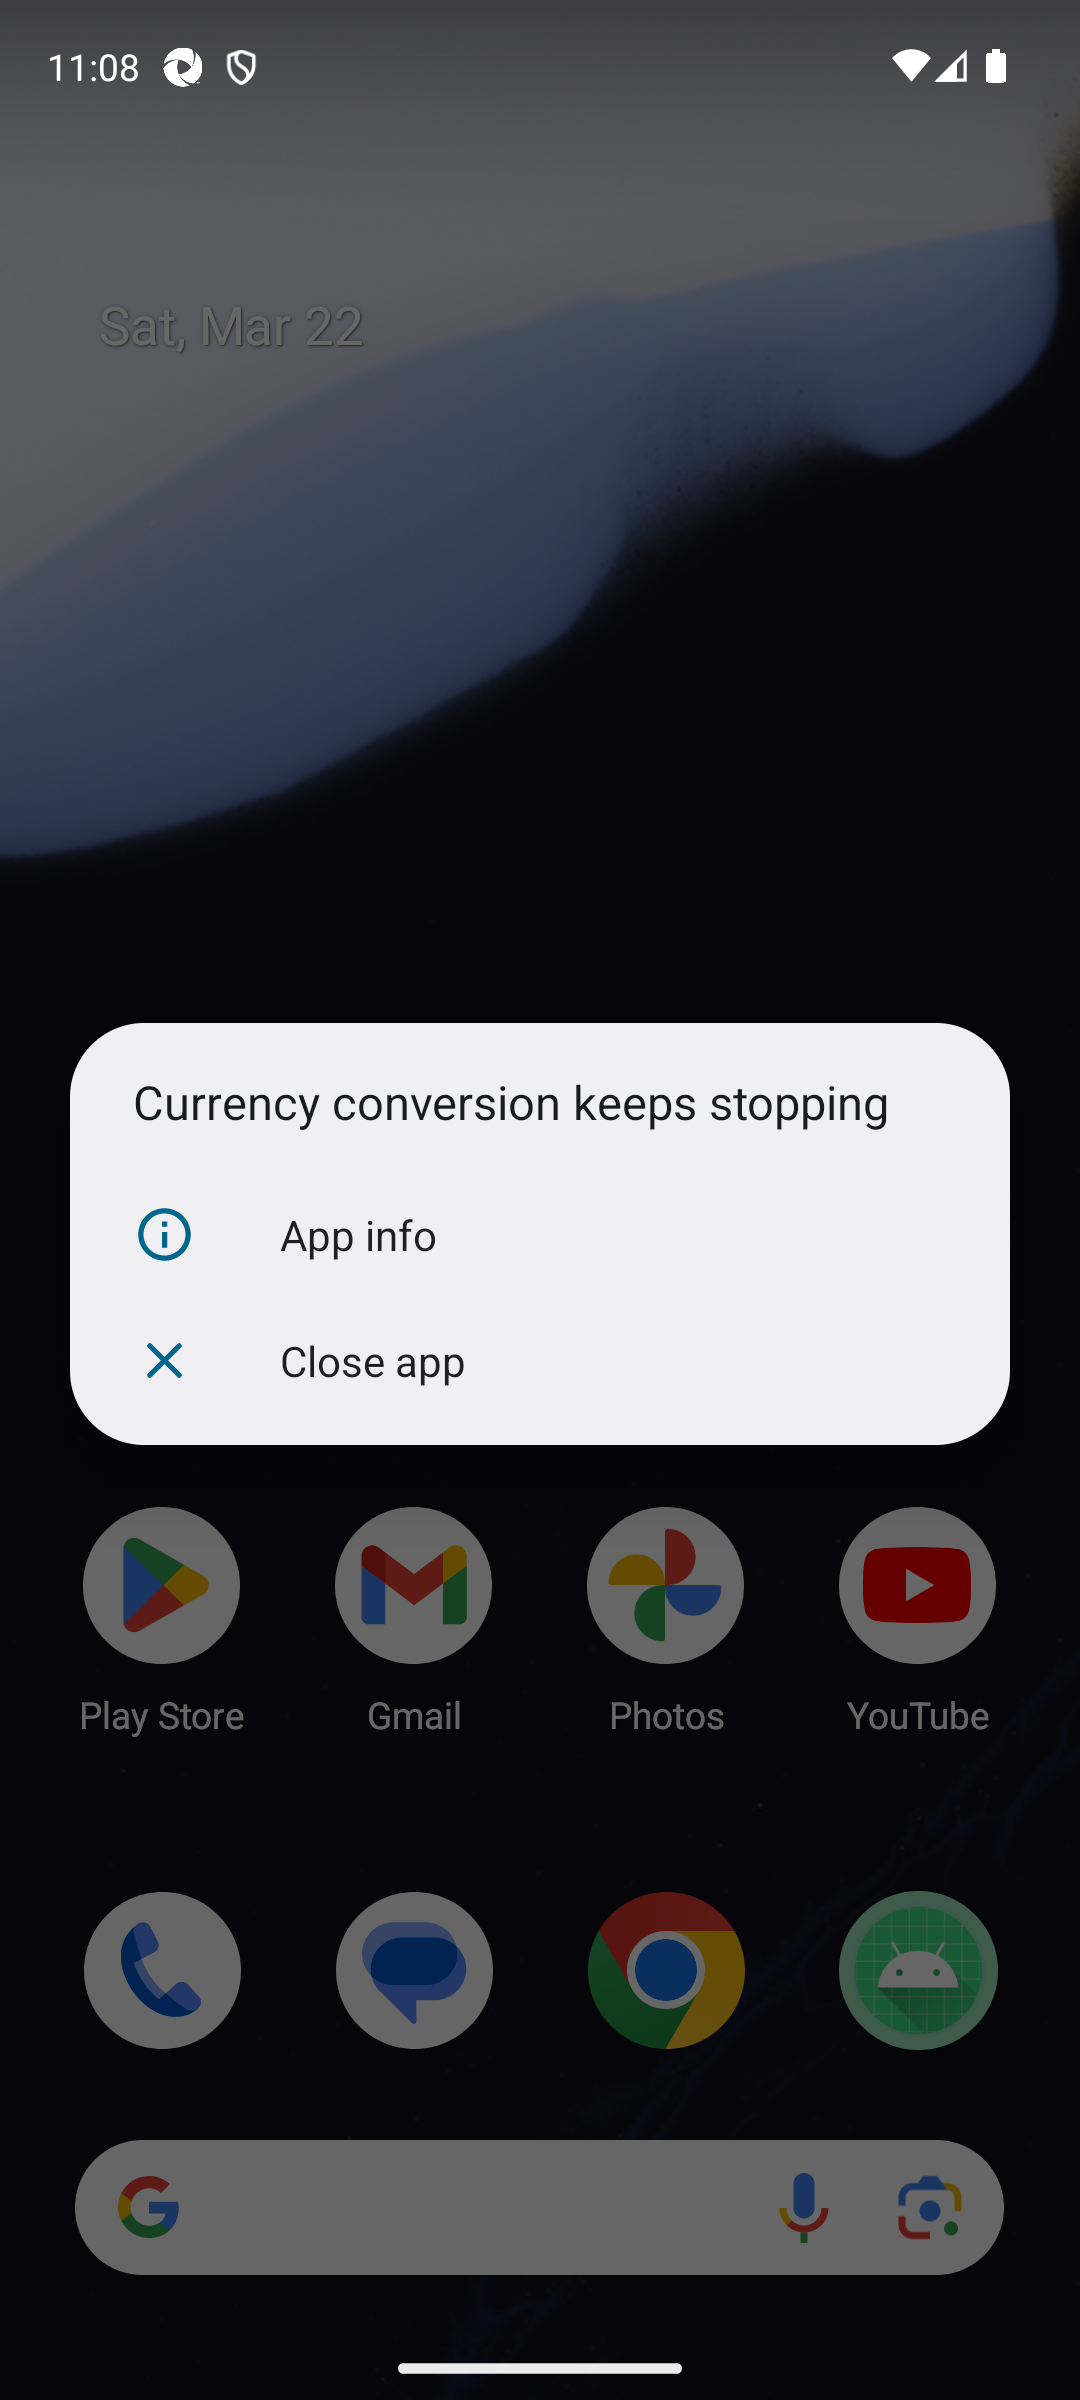 11:08
Sat, Mar 22
Currency conversion keeps stopping
App info
Close app
Play Store
Gmail
Photos
YouTube